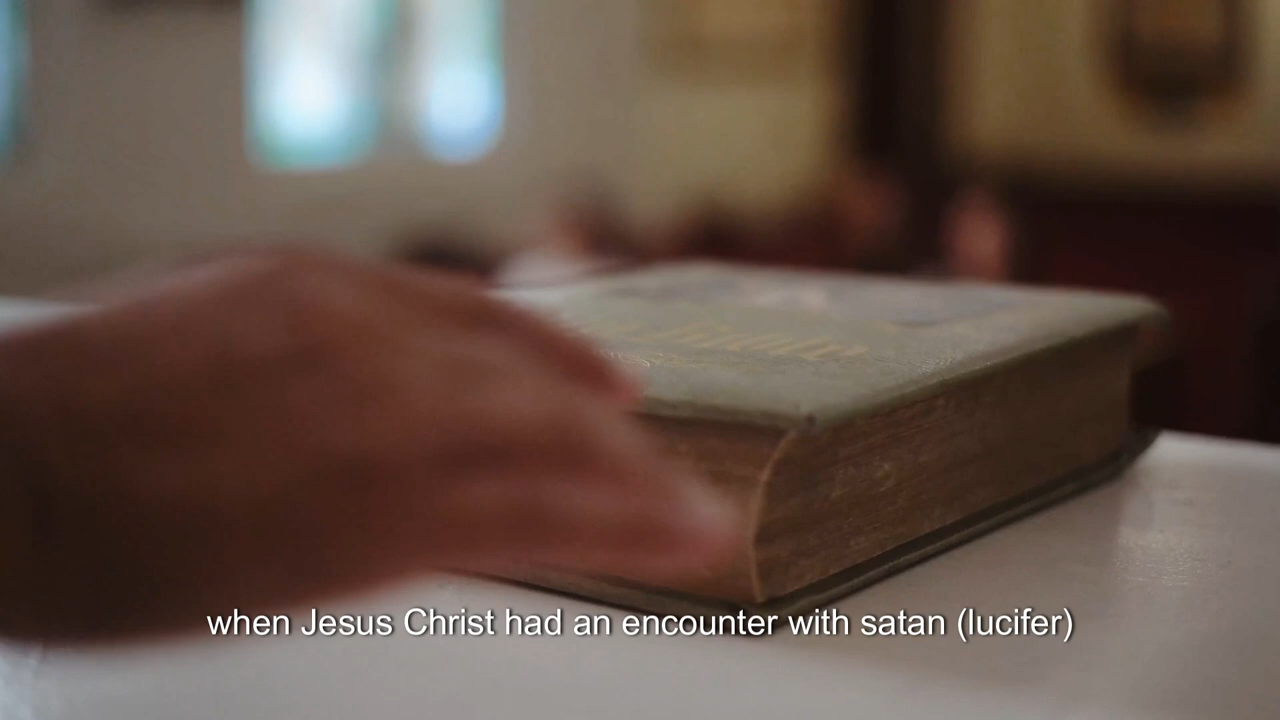 when Jesus Christ had an encounter with satan (lucifer)